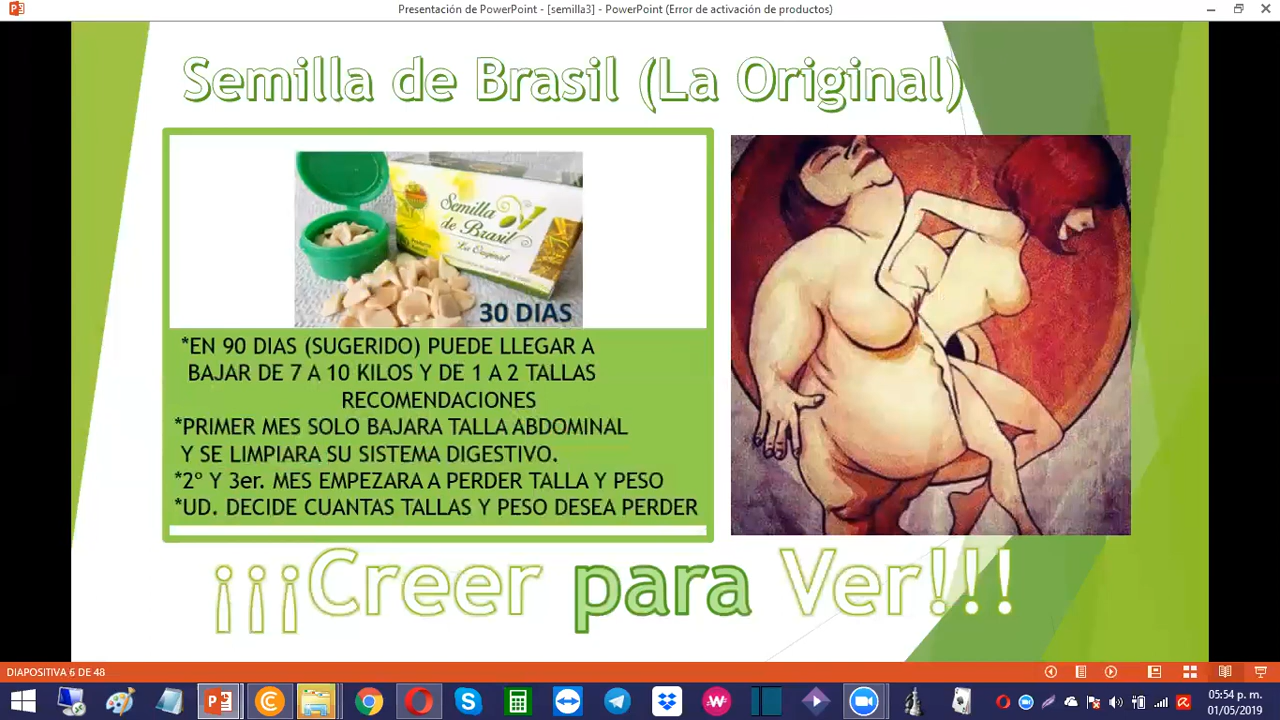 Presentación de PowerPoint - [semilla3] - PowerPoint (Error de activación de productos)
Semilla de Brasil (La Original)
Semilla
de Brasil
La Original
30 DIAS
*EN 90 DIAS (SUGERIDO) PUEDE LLEGAR A
BAJAR DE 7 A 10 KILOS Y DE 1 A 2 TALLAS
RECOMENDACIONES
*PRIMER MES SOLO BAJARA TALLA ABDOMINAL
Y SE LIMPIARA SU SISTEMA DIGESTIVO.
*2º Y 3er. MES EMPEZARA A PERDER TALLA Y PESO
*UD. DECIDE CUANTAS TALLAS Y PESO DESEA PERDER
¡¡¡Creer para Ver!!!
DIAPOSITIVA 6 DE 48
05:54 p. m.
01/05/2019